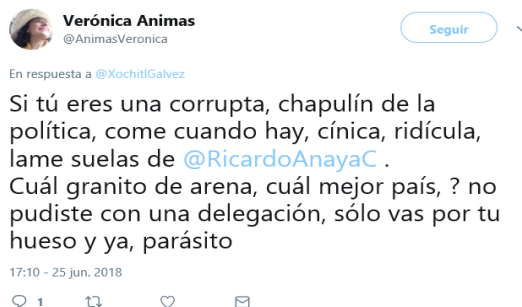 Verónica Animas
@AnimasVeronica
Seguir
En respuesta a @XochitlGalvez
Si tú eres una corrupta, chapulín de la
política, come cuando hay, cínica, ridícula,
lame suelas de @RicardoAnayaC .
Cuál granito de arena, cuál mejor país, ? no
pudiste con una delegación, sólo vas por tu
hueso y ya, parásito
17:10 - 25 jun. 2018
1